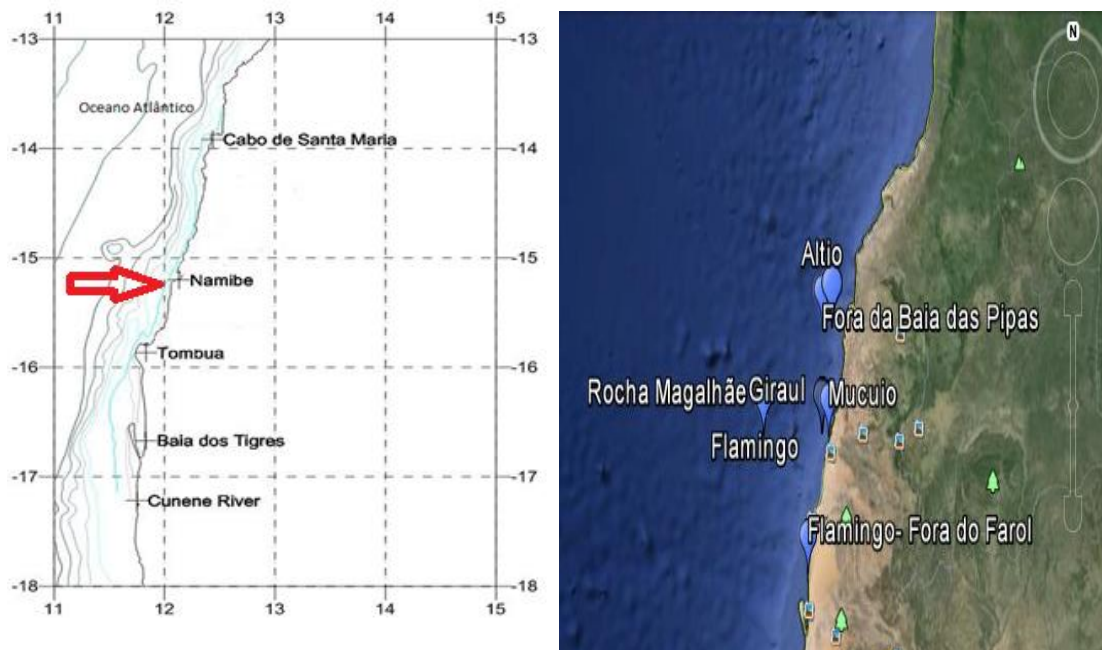 11 12 13 14 15
-13 -13
Oceano Atlântico
Cabo de Santa Maria
-14 -14
-15 -15
Namibe
Tombua
-16 -16
Baia dos Tigres
-17 -17
Cunene River
-18 -18
11 12 13 14 15
N
Altio
Fora da Baia das Pipas
Rocha Magalhãe Giraul Mucuio
Flamingo
Flamingo- Fora do Farol